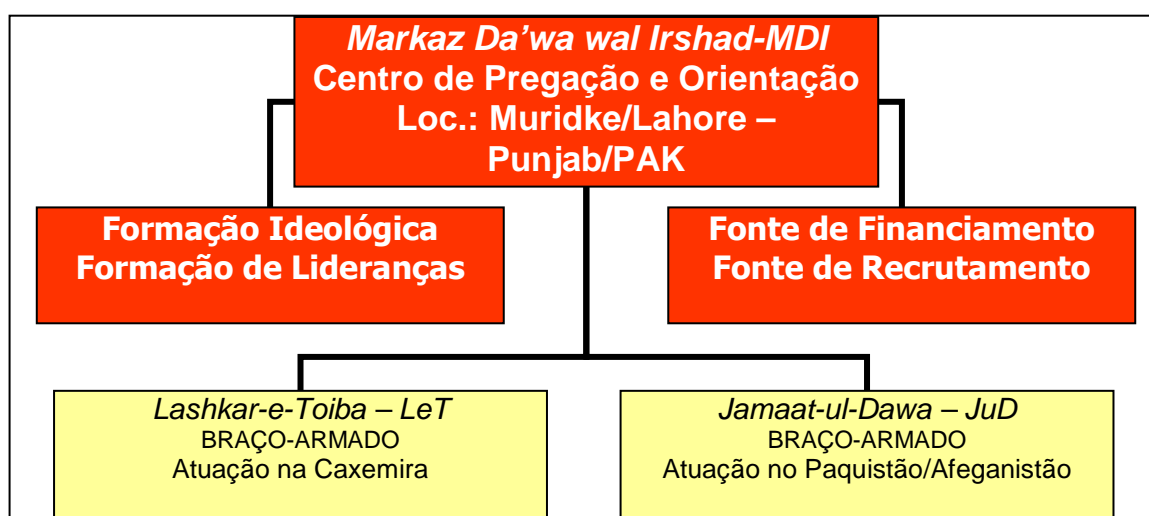 Markaz Da’wa wal Irshad-MDI
Centro de Pregação e Orientação
Loc.: Muridke/Lahore –
Punjab/PAK
Formação Ideológica
Formação de Lideranças
Fonte de Financiamento
Fonte de Recrutamento
Lashkar-e-Toiba – LeT
BRAÇO-ARMADO
Atuação na Caxemira
Jamaat-ul-Dawa – JuD
BRAÇO-ARMADO
Atuação no Paquistão/Afeganistão